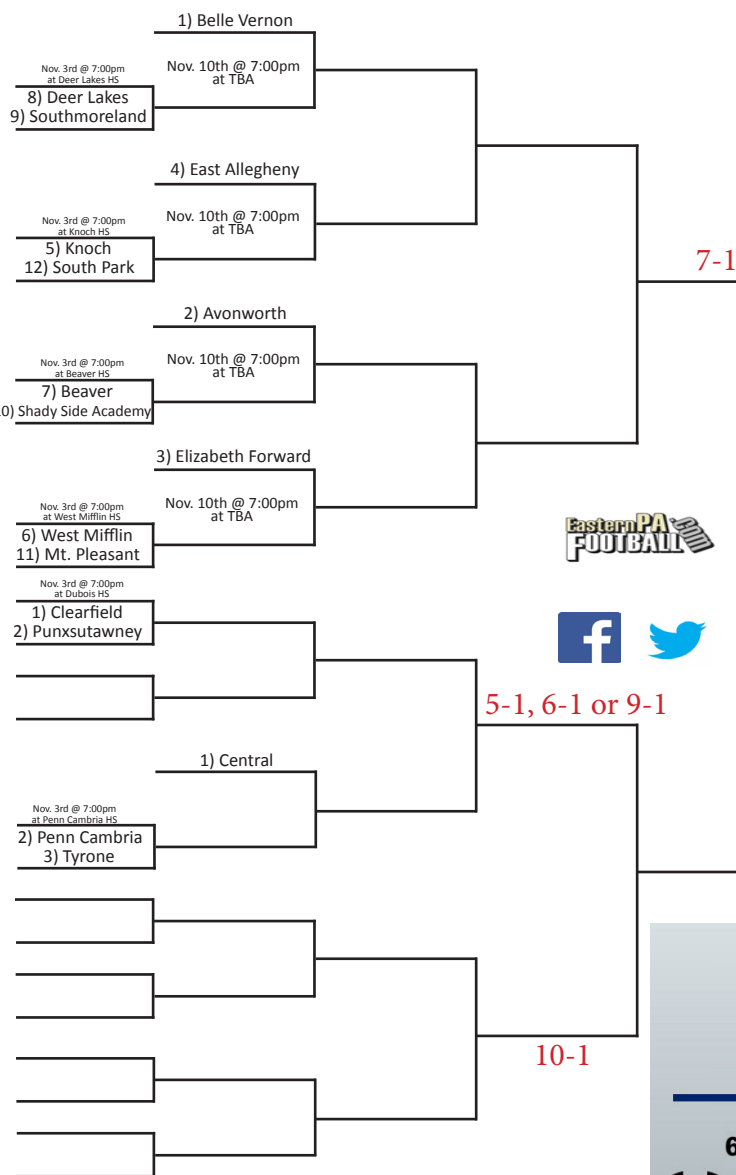 1) Belle Vernon
Nov. 3rd @ 7:00pm
at Deer Lakes HS
Nov. 10th @ 7:00pm
at TBA
8) Deer Lakes
9) Southmoreland
4) East Allegheny
Nov. 3rd @ 7:00pm
at Knoch HS
Nov. 10th @ 7:00pm
at TBA
5) Knoch
12) South Park
7-1
2) Avonworth
Nov. 3rd @ 7:00pm
at Beaver HS
Nov. 10th @ 7:00pm
at TBA
7) Beaver
0) Shady Side Academy
3) Elizabeth Forward
Nov. 3rd @ 7:00pm
at West Mifflin HS
Nov. 10th @ 7:00pm
at TBA
6) West Mifflin
11) Mt. Pleasant
EasternPA
FOOTBALL.com
Nov. 3rd @ 7:00pm
at Dubois HS
1) Clearfield
2) Punxsutawney
f
5-1, 6-1 or 9-1
1) Central
Nov. 3rd @ 7:00pm
at Penn Cambria HS
2) Penn Cambria
3) Tyrone
10-1
6